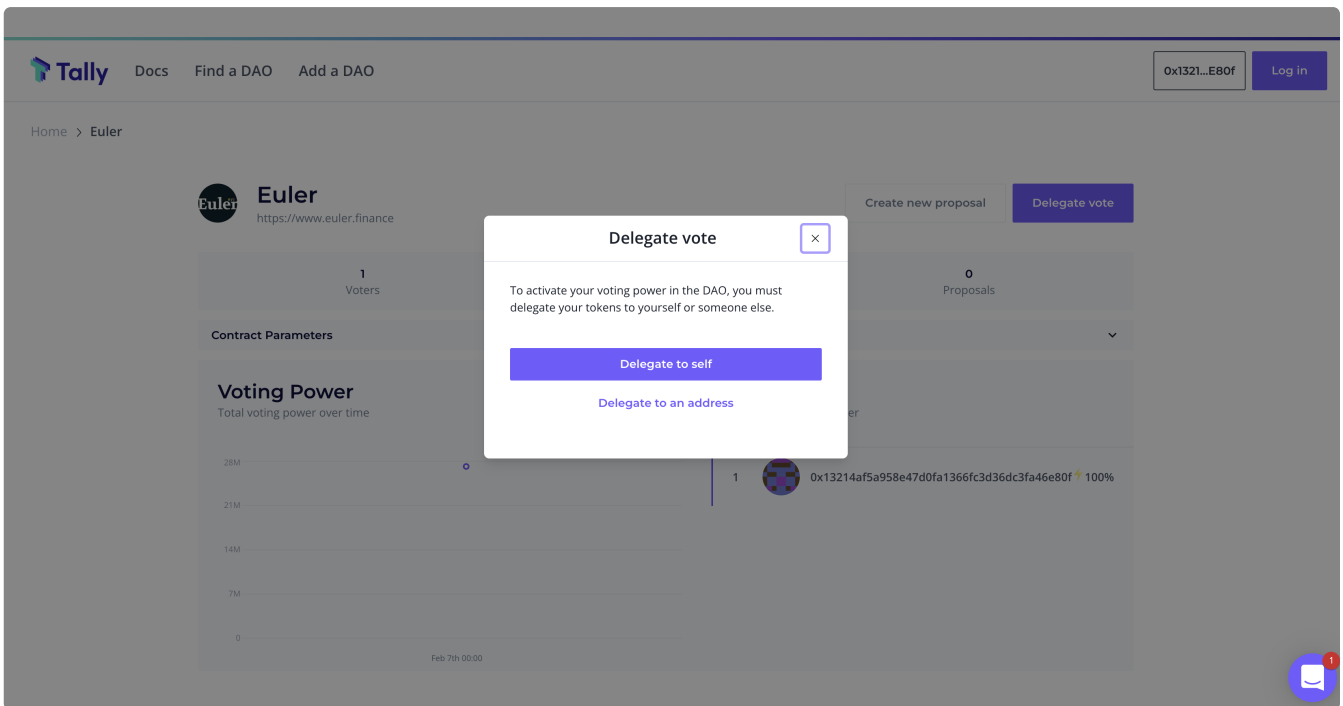 Tally
Docs
Find a DAO
Add a DAO
0x1321...E80f
Log in
Home > Euler
Euler
Euler
https://www.euler.finance
Create new proposal
Delegate vote
Delegate vote
×
To activate your voting power in the DAO, you must
delegate your tokens to yourself or someone else.
Delegate to self
Delegate to an address
1
Voters
0
Proposals
Contract Parameters
Voting Power
Total voting power over time
er
28M
21M
14M
7M
0
Feb 7th 00:00
1
0x13214af5a958e47d0fa1366fc3d36dc3fa46e80f
100%
1